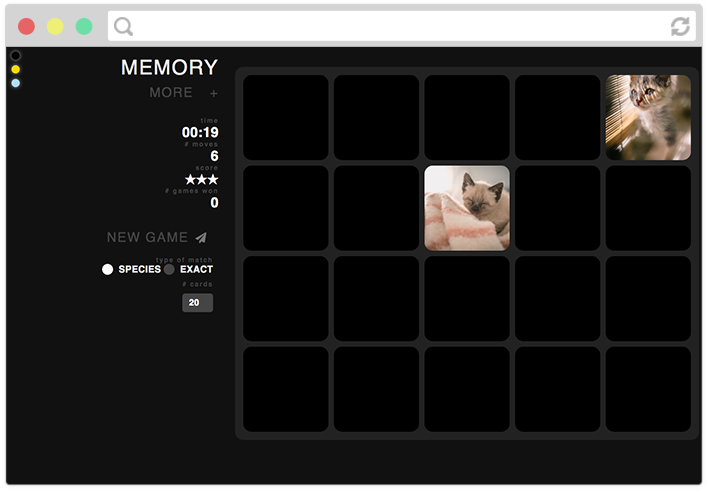 MEMORY
MORE +
time
00:19
# moves
6
score
★★★
# games won
0
NEW GAME
type of match
SPECIES EXACT
# cards
20